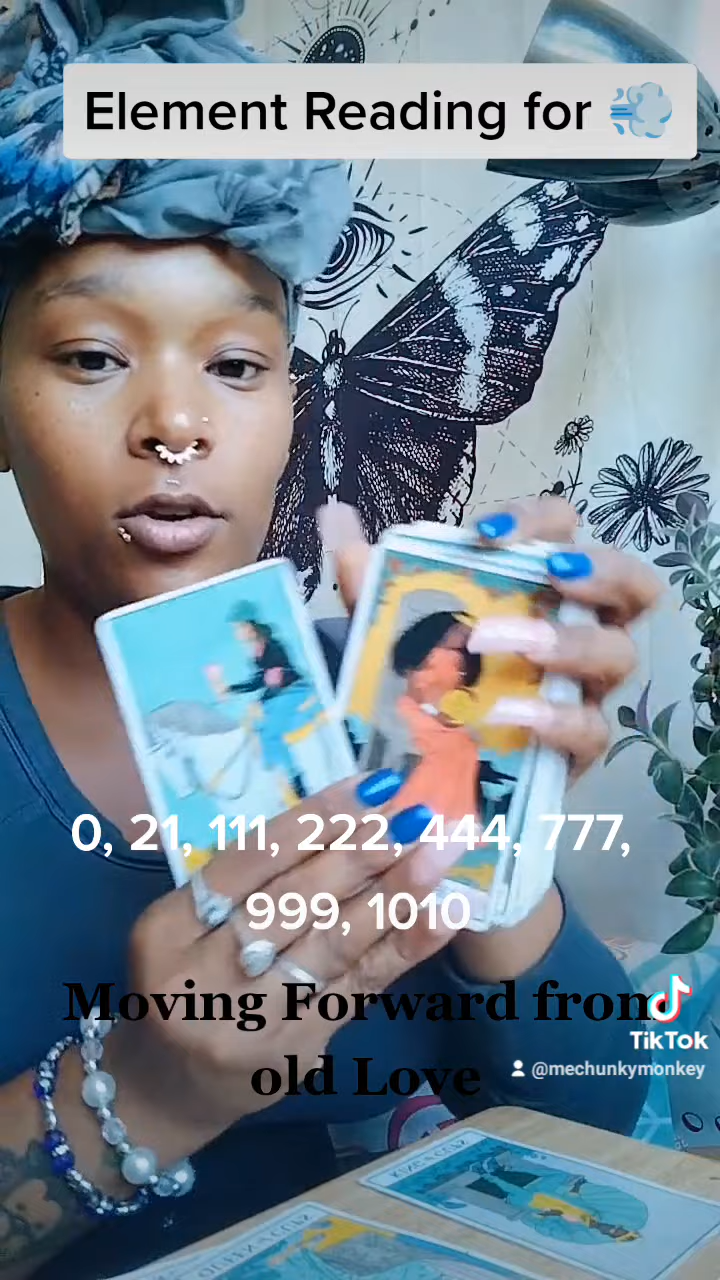 Element Reading for 💨
0, 21, 111, 222, 444, 777,
999, 1010
Moving Forward from
old Love
TikTok
@mechunkymonkey